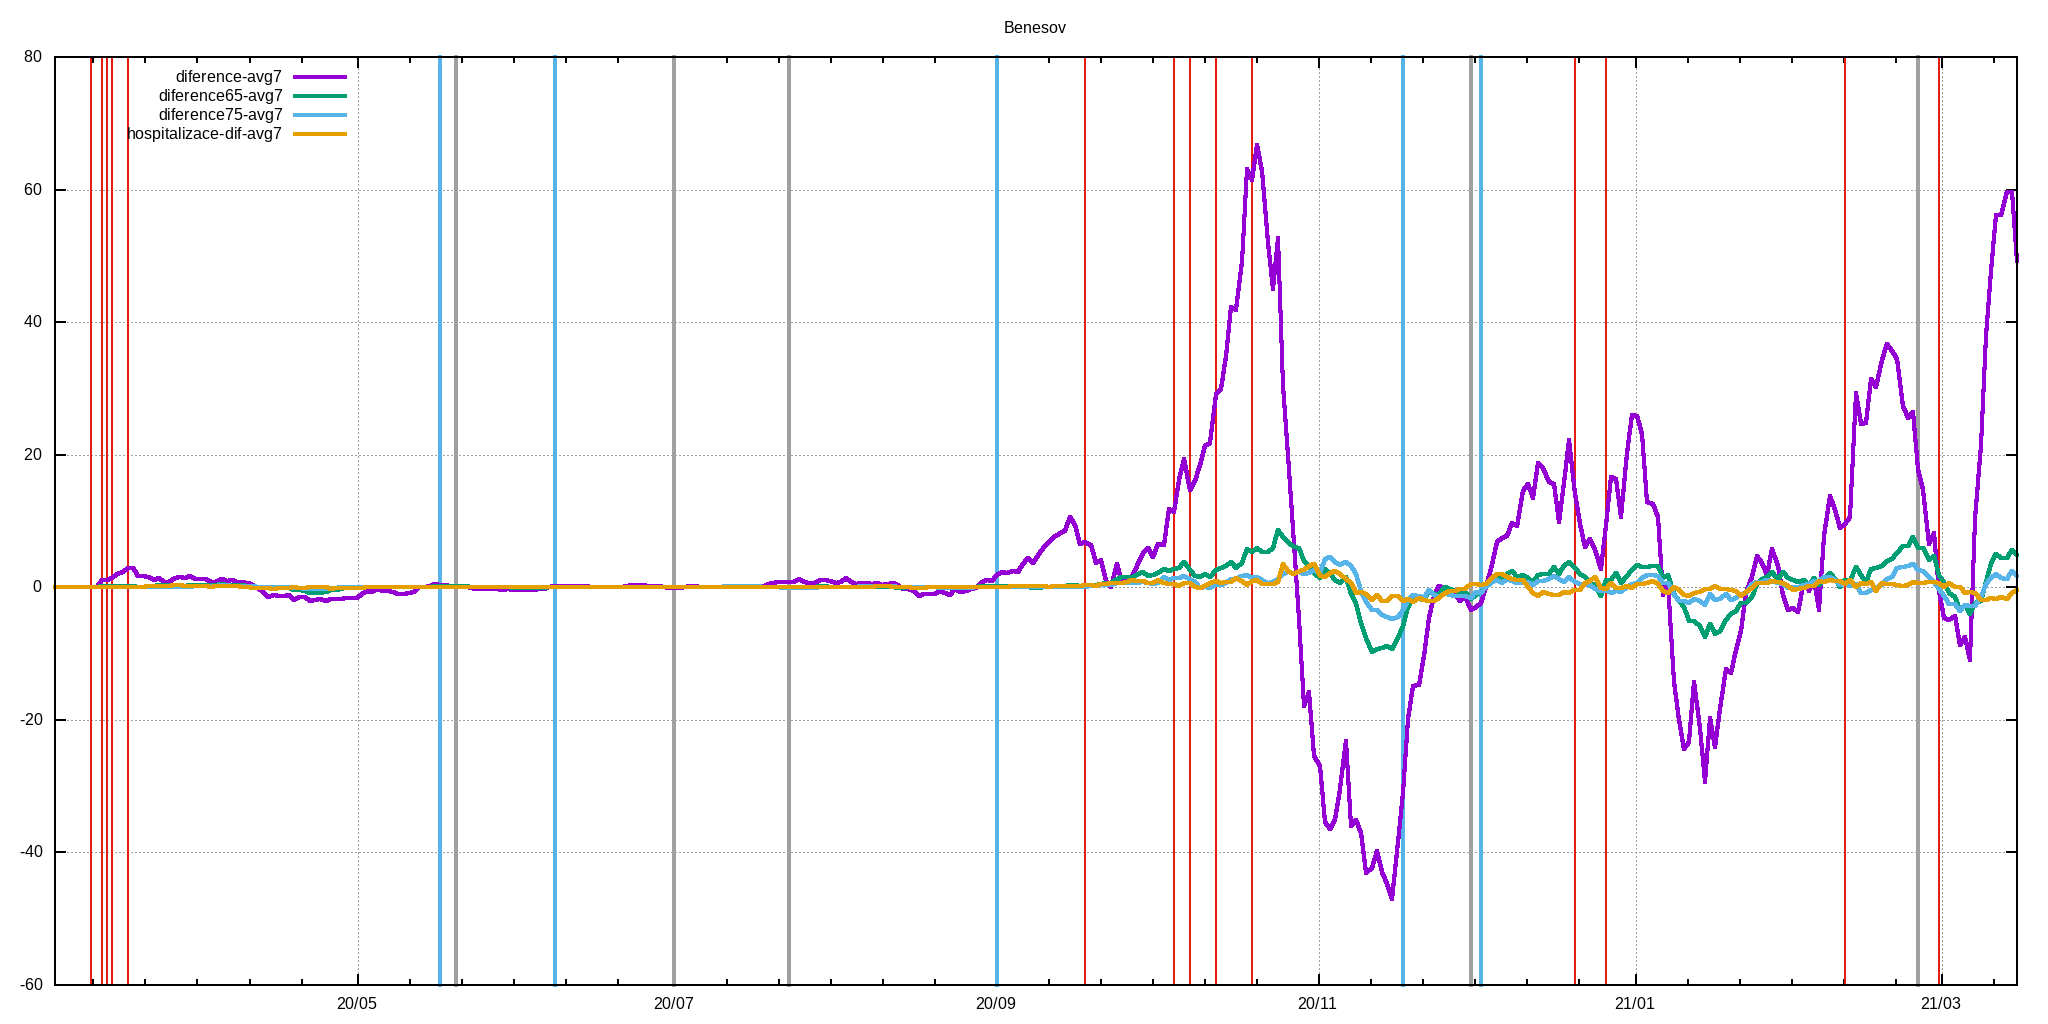 Benesov
80
diference-avg7
diference65-avg7
diference75-avg7
hospitalizace-dif-avg7
60
40
20
0
-20
-40
-60
20/05 20/07 20/09 20/11 21/01 21/03